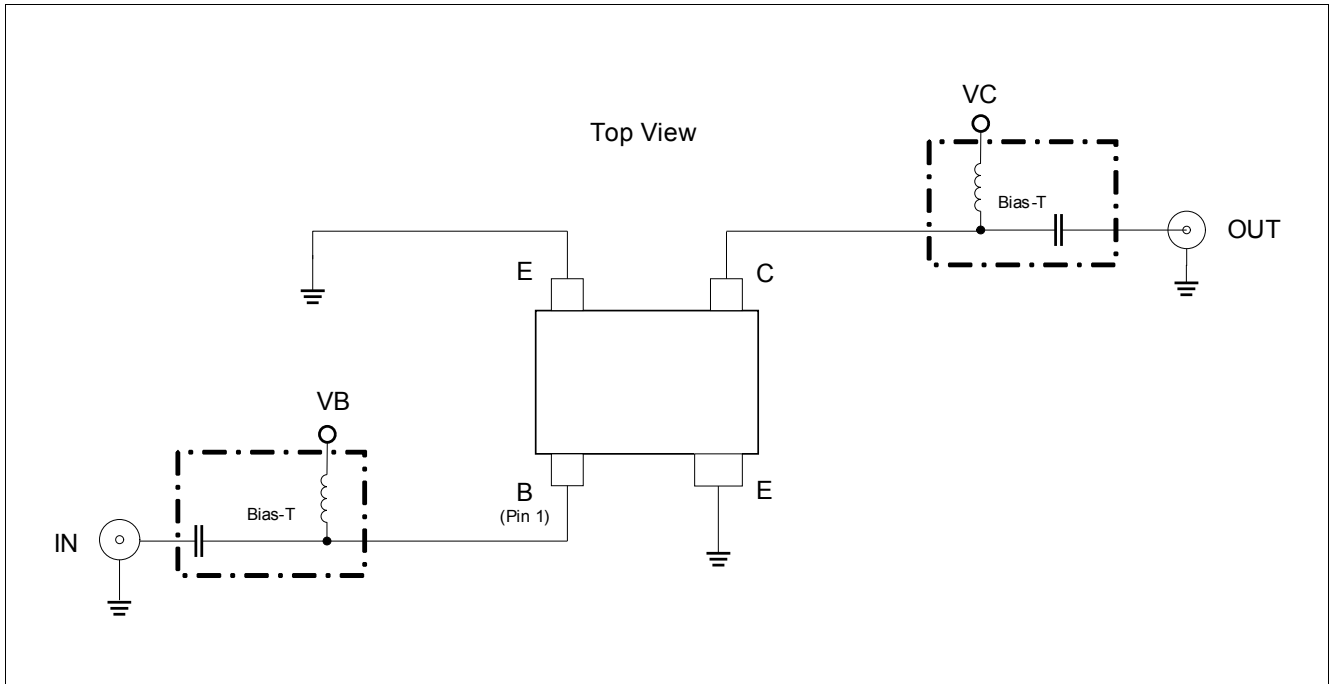 VC
Top View
Bias-T
OUT
E
C
VB
B
(Pin 1)
E
Bias-T
IN